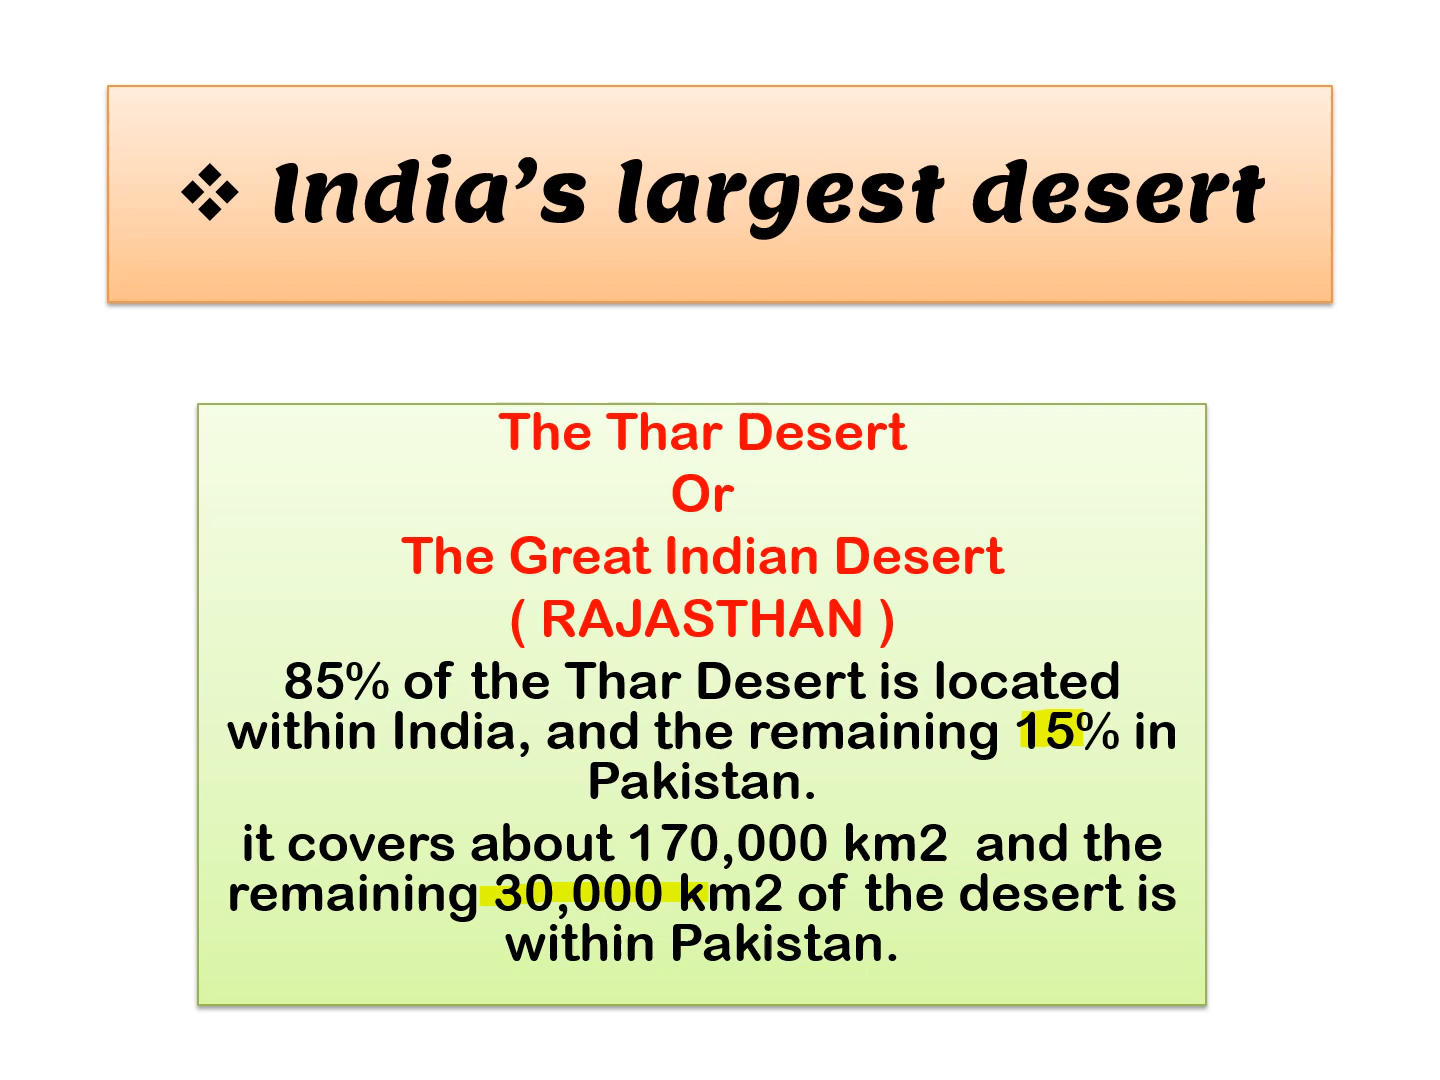 ❖ India’s largest desert
The Thar Desert
Or
The Great Indian Desert
( RAJASTHAN )
85% of the Thar Desert is located
within India, and the remaining 15% in
Pakistan.
it covers about 170,000 km2  and the
remaining 30,000 km2 of the desert is
within Pakistan.